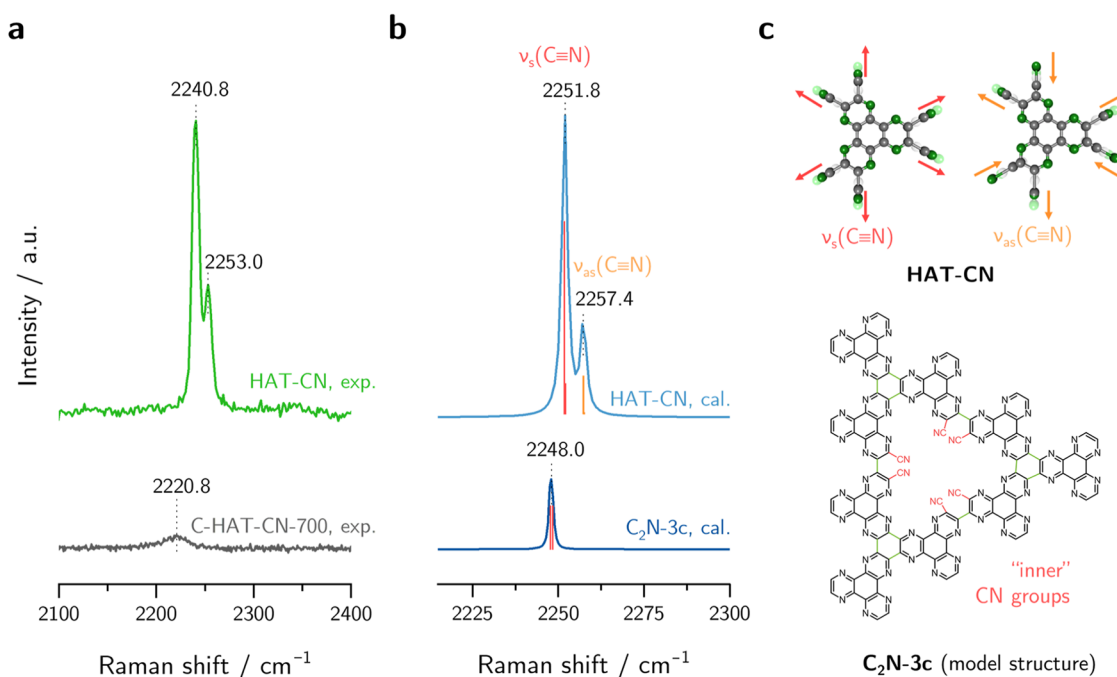 a
Intensity / a.u.
2240.8
2253.0
HAT-CN, exp.
2220.8
C-HAT-CN-700, exp.
2100
2200
2300
2400
Raman shift / cm⁻¹
b
νs(C≡N)
2251.8
νas(C≡N)
2257.4
HAT-CN, cal.
2248.0
C₂N-3c, cal.
2225
2250
2275
2300
Raman shift / cm⁻¹
c
νs(C≡N)
νas(C≡N)
HAT-CN
NC
CN
CN
CN
NC
CN
“inner”
CN groups
C₂N-3c (model structure)